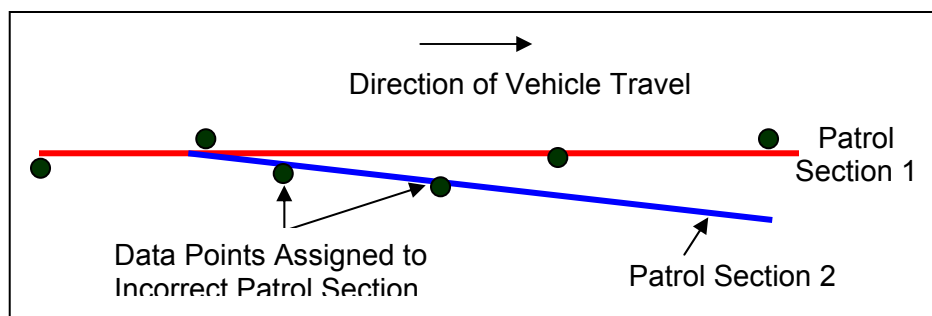 Direction of Vehicle Travel
Patrol
Section 1
Data Points Assigned to
Incorrect Patrol Section
Patrol Section 2